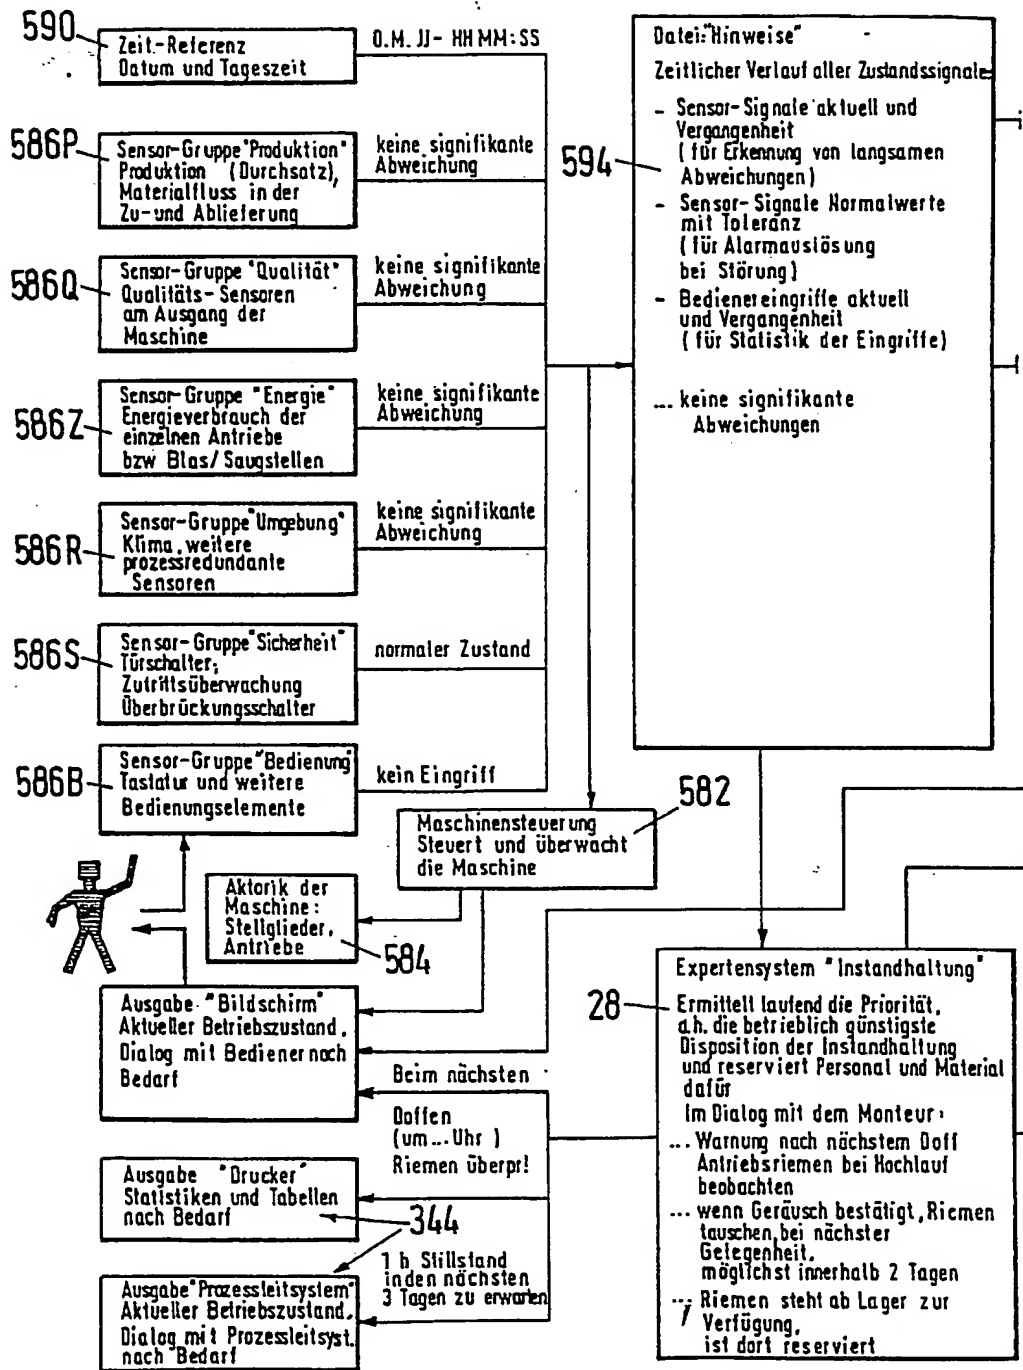 590
Zeit-Referenz
Datum und Tageszeit
O.M. JJ- HH MM:SS
586P
Sensor-Gruppe "Produktion"
Produktion (Durchsatz),
Materialfluss in der
Zu-und Ablieferung
keine signifikante
Abweichung
586Q
Sensor-Gruppe "Qualität"
Qualitäts-Sensoren
am Ausgang der
Maschine
keine signifikante
Abweichung
586Z
Sensor-Gruppe "Energie"
Energieverbrauch der
einzelnen Antriebe
bzw Blas/Saugstellen
keine signifikante
Abweichung
586R
Sensor-Gruppe "Umgebung"
Klima, weitere
prozessredundante
Sensoren
keine signifikante
Abweichung
586S
Sensor-Gruppe "Sicherheit"
Türschalter,
Zutrittsüberwachung
Überbrückungsschalter
normaler Zustand
586B
Sensor-Gruppe "Bedienung
Tastatur und weitere
Bedienungselemente
kein Eingriff
Datei:"Hinweise"
Zeitlicher Verlauf aller Zustandssignale:
594
- Sensor-Signale aktuell und
Vergangenheit
(für Erkennung von langsamen
Abweichungen)
- Sensor-Signale Normalwerte
mit Toleranz
(für Alarmauslösung
bei Störung)
- Bedienereingriffe aktuell
und Vergangenheit
(für Statistik der Eingriffe)
... keine signifikante
Abweichungen
582
Maschinensteuerung
Steuert und überwacht
die Maschine
Aktorik der
Maschine:
Stellglieder,
Antriebe
584
Ausgabe "Bildschirm"
Aktueller Betriebszustand,
Dialog mit Bediener noch
Bedarf
Beim nächsten
Doffen
(um ... Uhr )
Riemen überpr!
Ausgabe "Drucker"
Statistiken und Tabellen
nach Bedarf
344
1 h Stillstand
in den nächsten
3 Tagen zu erwarten
Ausgabe "Prozessleitsystem"
Aktueller Betriebszustand,
Dialog mit Prozessleitsyst.
nach Bedarf
28
Expertensystem "Instandhaltung"
Ermittelt laufend die Priorität,
d.h. die betrieblich günstigste
Disposition der Instandhaltung
und reserviert Personal und Material
dafür
Im Dialog mit dem Monteur:
... Warnung nach nächstem Doff
Antriebsriemen bei Hochlauf
beobachten
... wenn Geräusch bestätigt, Riemen
tauschen, bei nächster
Gelegenheit,
möglichst innerhalb 2 Tagen
... Riemen steht ab Lager zur
Verfügung,
ist dort reserviert